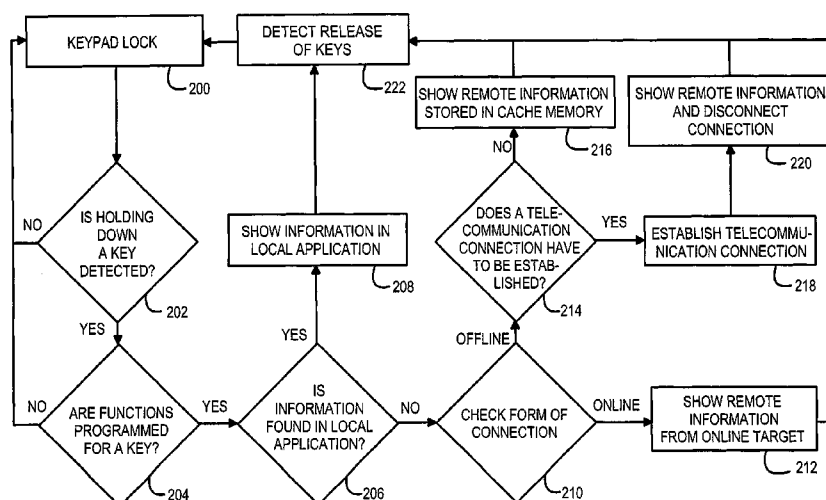 KEYPAD LOCK
200
DETECT RELEASE
OF KEYS
222
SHOW REMOTE INFORMATION
STORED IN CACHE MEMORY
216
SHOW REMOTE INFORMATION
AND DISCONNECT
CONNECTION
220
NO
IS HOLDING
DOWN
A KEY
DETECTED?
202
YES
SHOW INFORMATION IN
LOCAL APPLICATION
208
YES
NO
DOES A TELE-
COMMUNICATION
CONNECTION HAVE
TO BE ESTAB-
LISHED?
214
YES
ESTABLISH TELECOMMU-
NICATION CONNECTION
218
OFFLINE
NO
ARE FUNCTIONS
PROGRAMMED
FOR A KEY?
204
YES
IS
INFORMATION
FOUND IN LOCAL
APPLICATION?
206
NO
CHECK FORM OF
CONNECTION
210
ONLINE
SHOW REMOTE
INFORMATION
FROM ONLINE TARGET
212